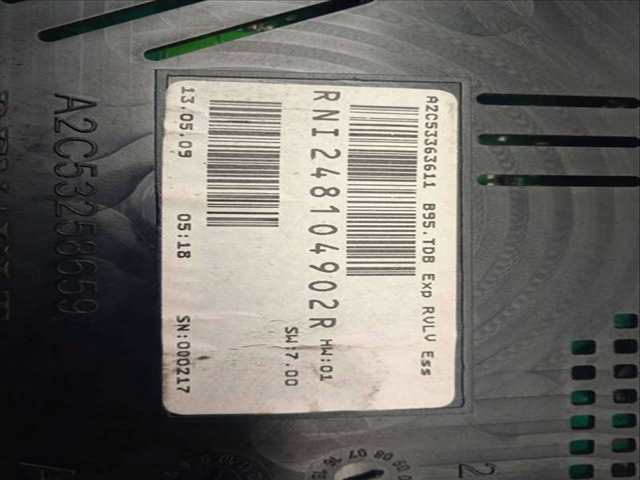 A2C53363611 B95.TDB Exp RVLV Ess
RNI248104902R
HW:01
SW:7.00
13.05.09 05:18 SN:000217
A2C53258659